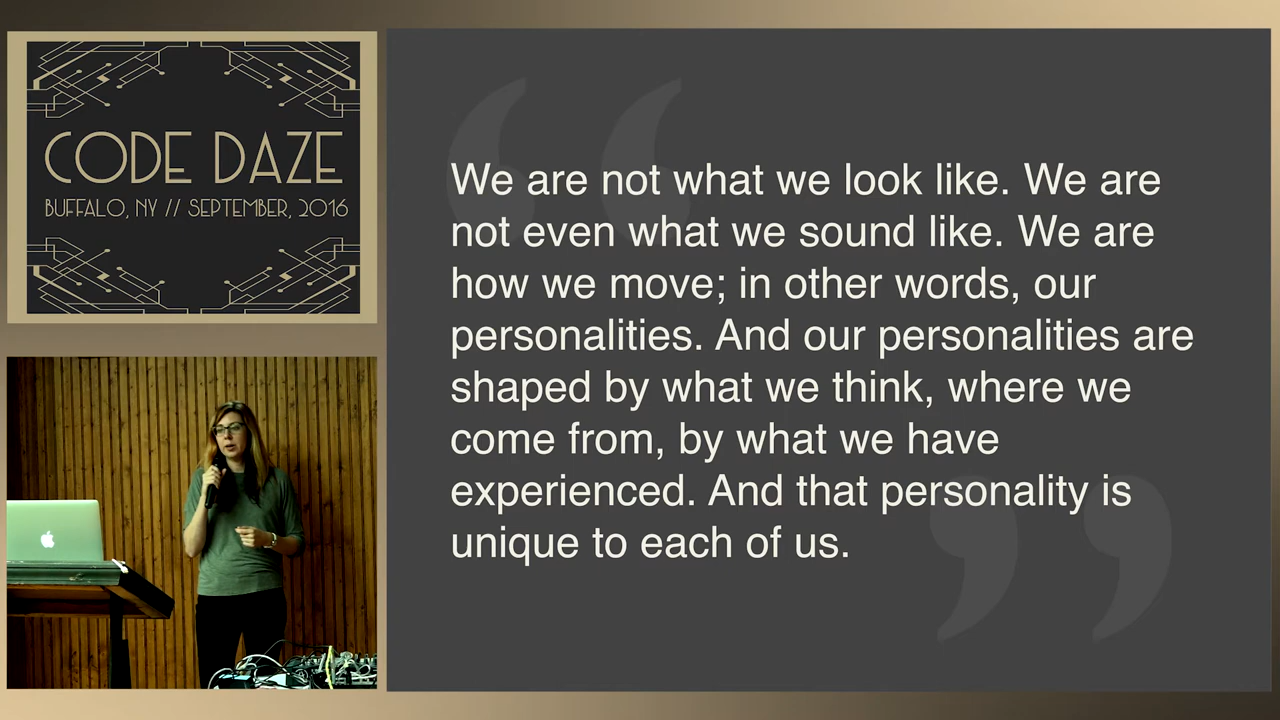 CODE DAZE
BUFFALO, NY // SEPTEMBER, 2016
We are not what we look like. We are
not even what we sound like. We are
how we move; in other words, our
personalities. And our personalities are
shaped by what we think, where we
come from, by what we have
experienced. And that personality is
unique to each of us.